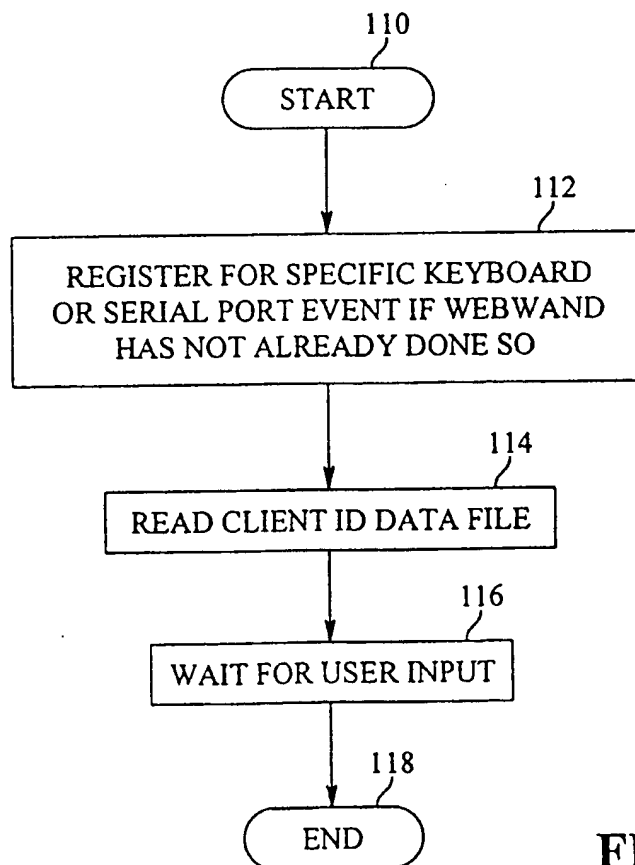 110
START
112
REGISTER FOR SPECIFIC KEYBOARD
OR SERIAL PORT EVENT IF WEBWAND
HAS NOT ALREADY DONE SO
114
READ CLIENT ID DATA FILE
116
WAIT FOR USER INPUT
118
END